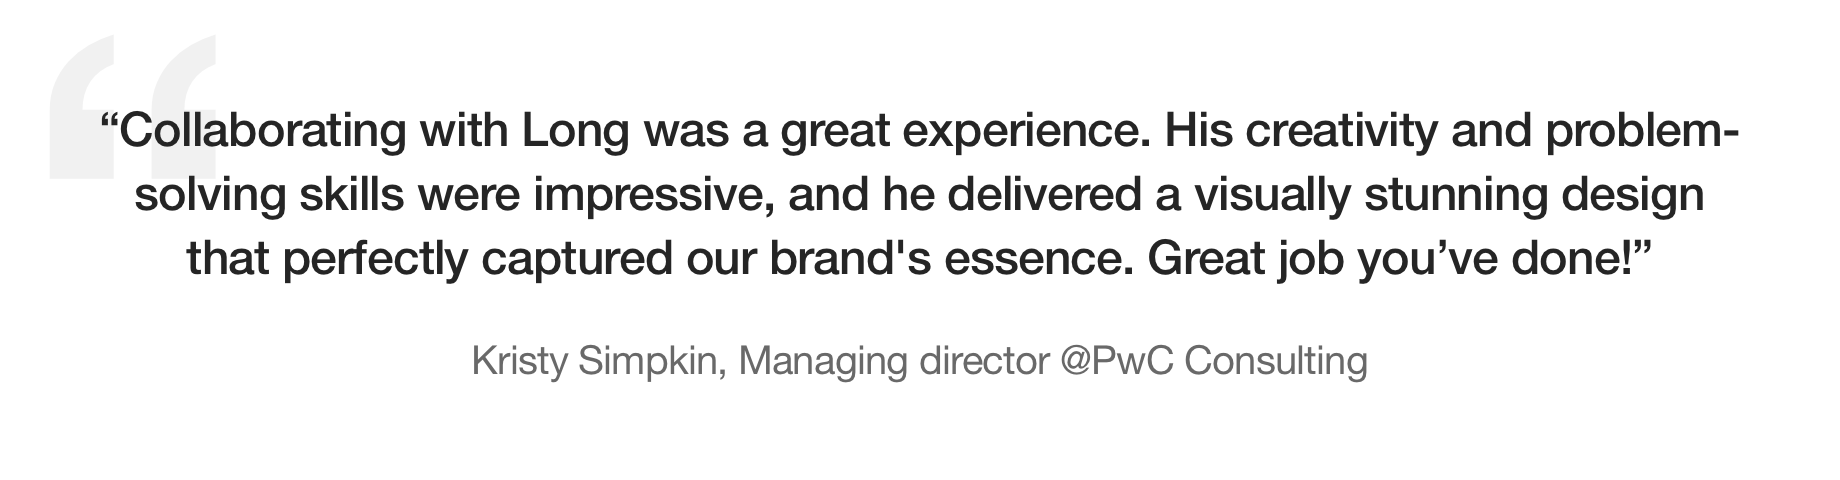 “Collaborating with Long was a great experience. His creativity and problem-
solving skills were impressive, and he delivered a visually stunning design
that perfectly captured our brand's essence. Great job you’ve done!”
Kristy Simpkin, Managing director @PwC Consulting